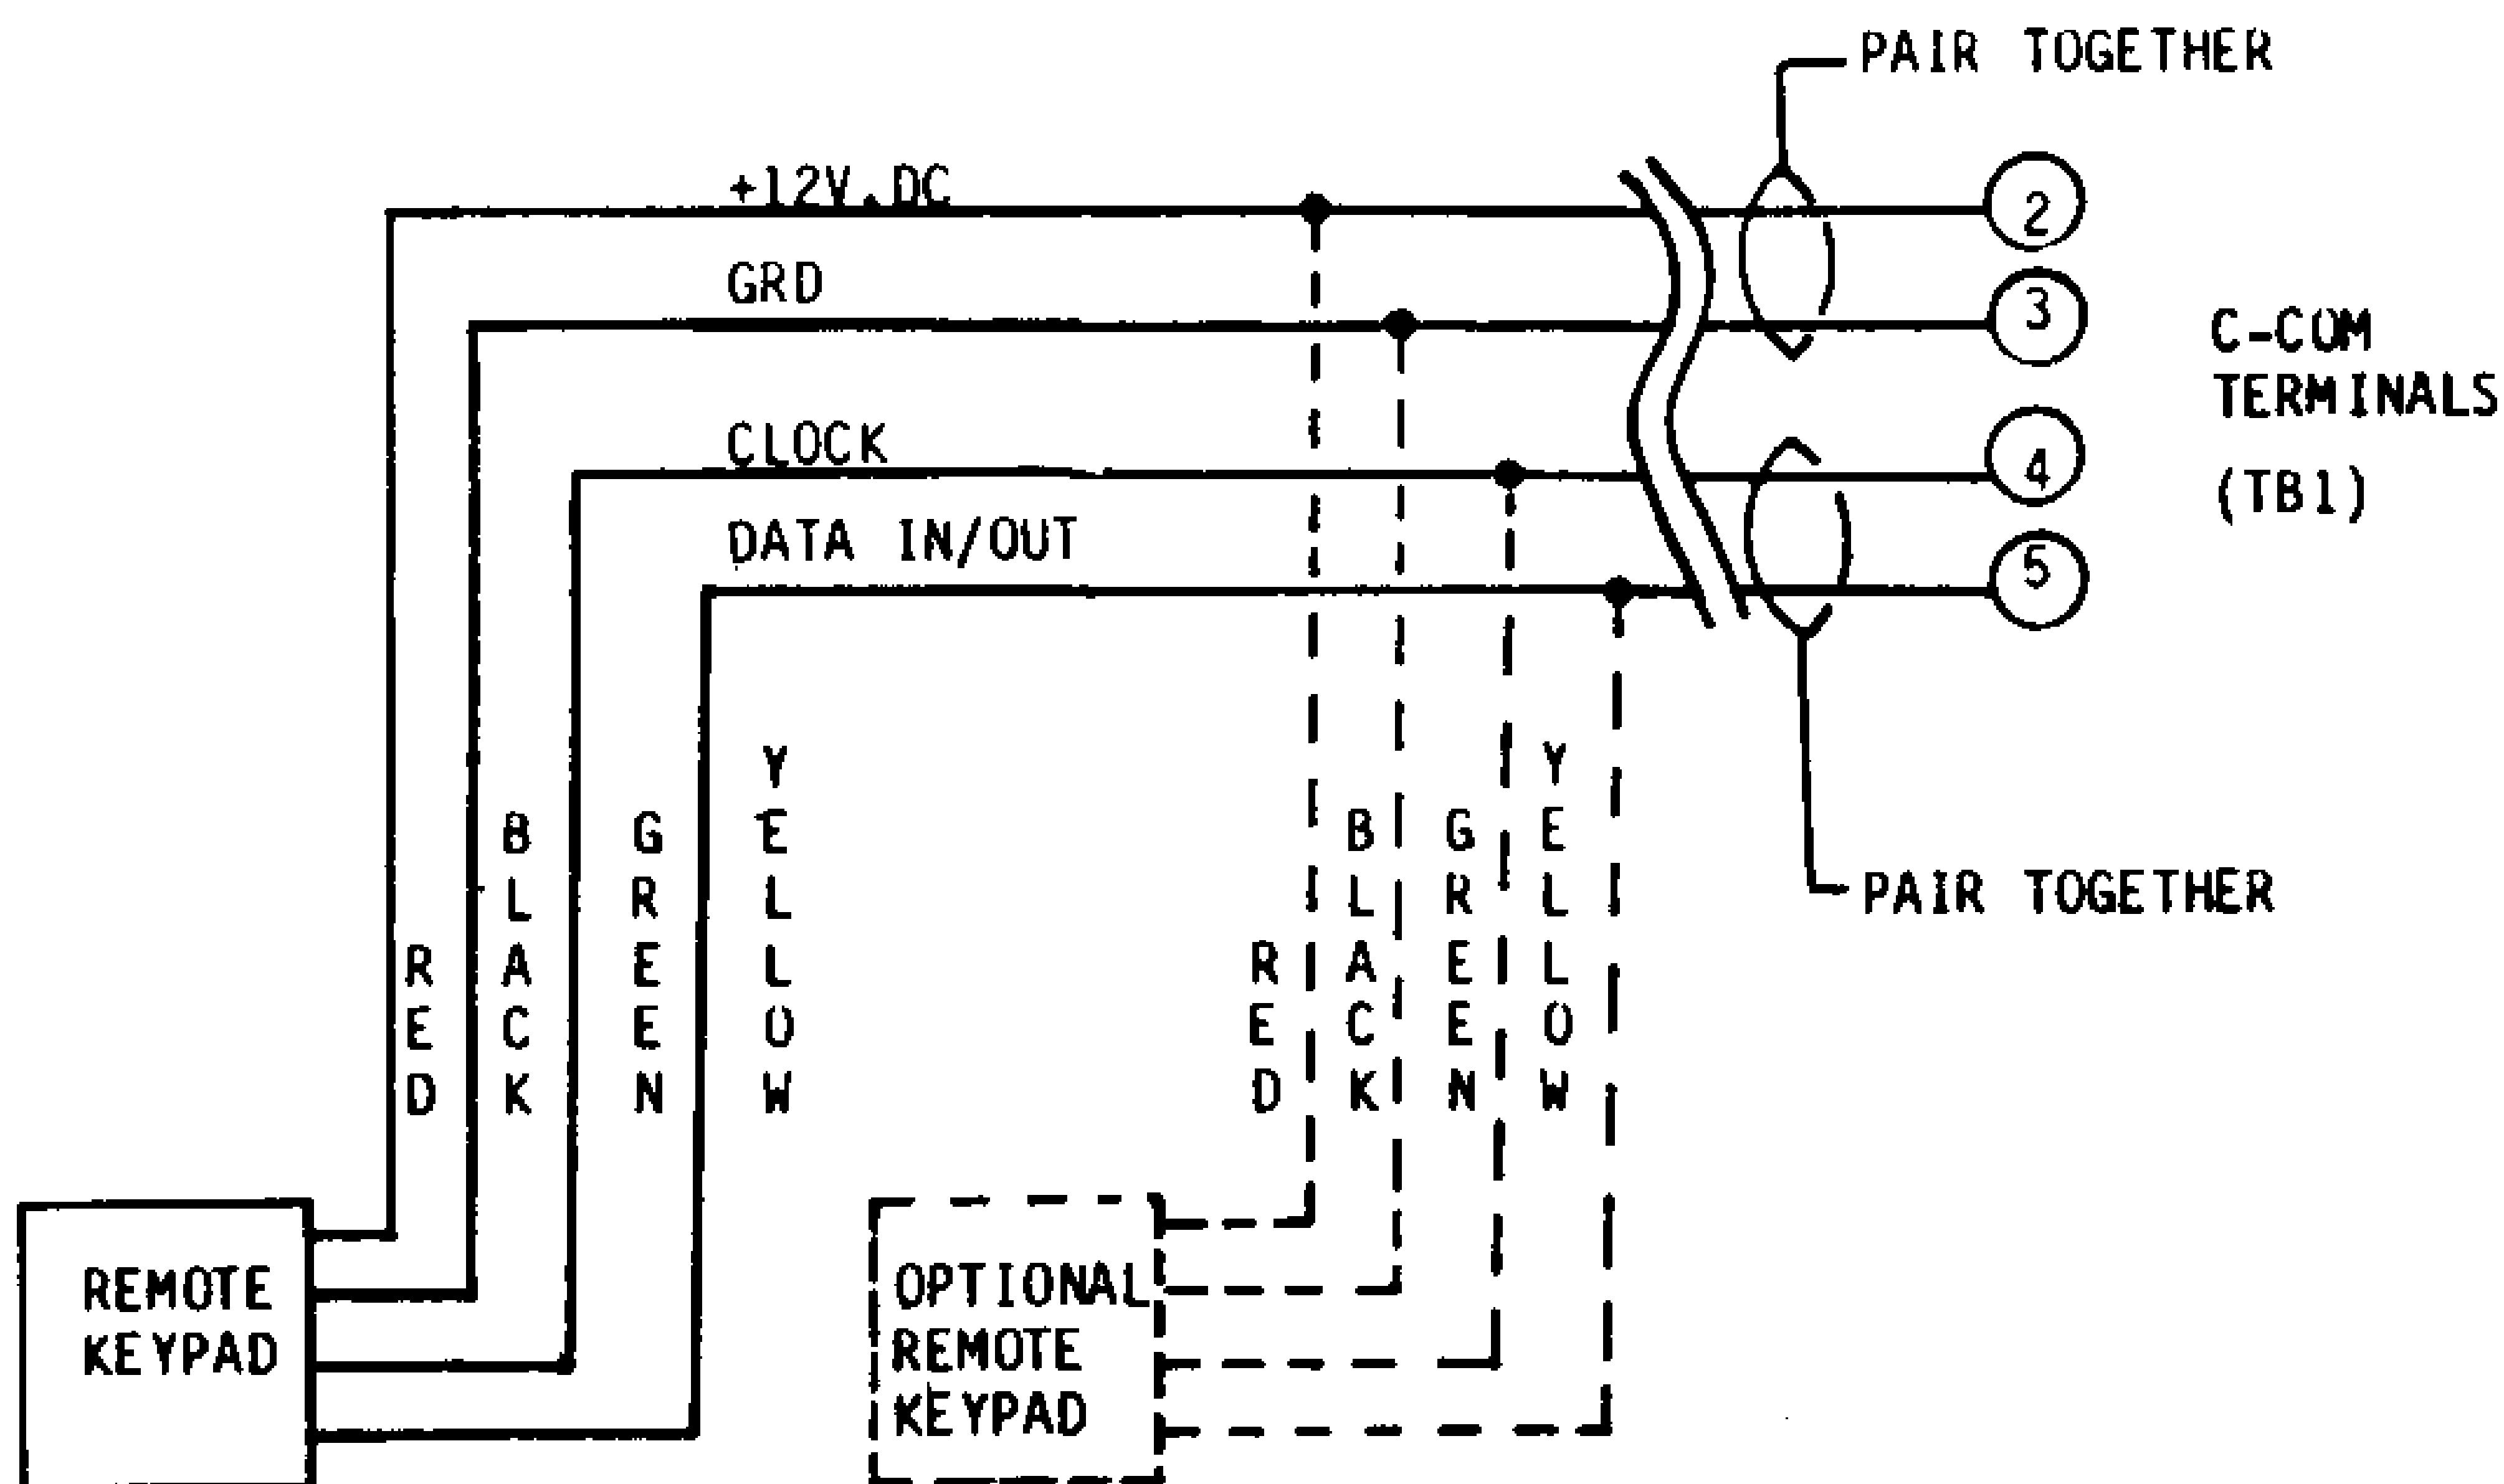 PAIR TOGETHER
+12V DC
2
GRD
3
C-COM
TERMINALS
(TB1)
CLOCK
4
DATA IN/OUT
5
PAIR TOGETHER
RED
BLACK
GREEN
YELLOW
RED
BLACK
GREEN
YELLOW
REMOTE
KEYPAD
OPTIONAL
REMOTE
KEYPAD